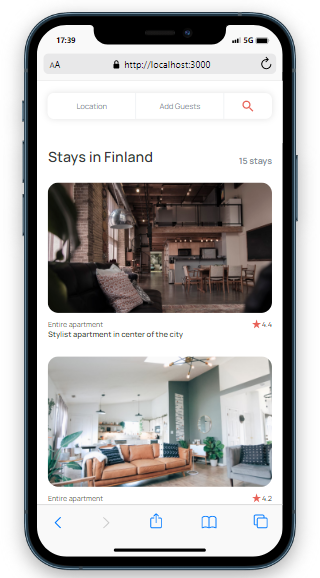 17:39 5G
AA http://localhost:3000
Location Add Guests
Stays in Finland 15 stays
Entire apartment 4.4
Stylist apartment in center of the city
Entire apartment 4.2